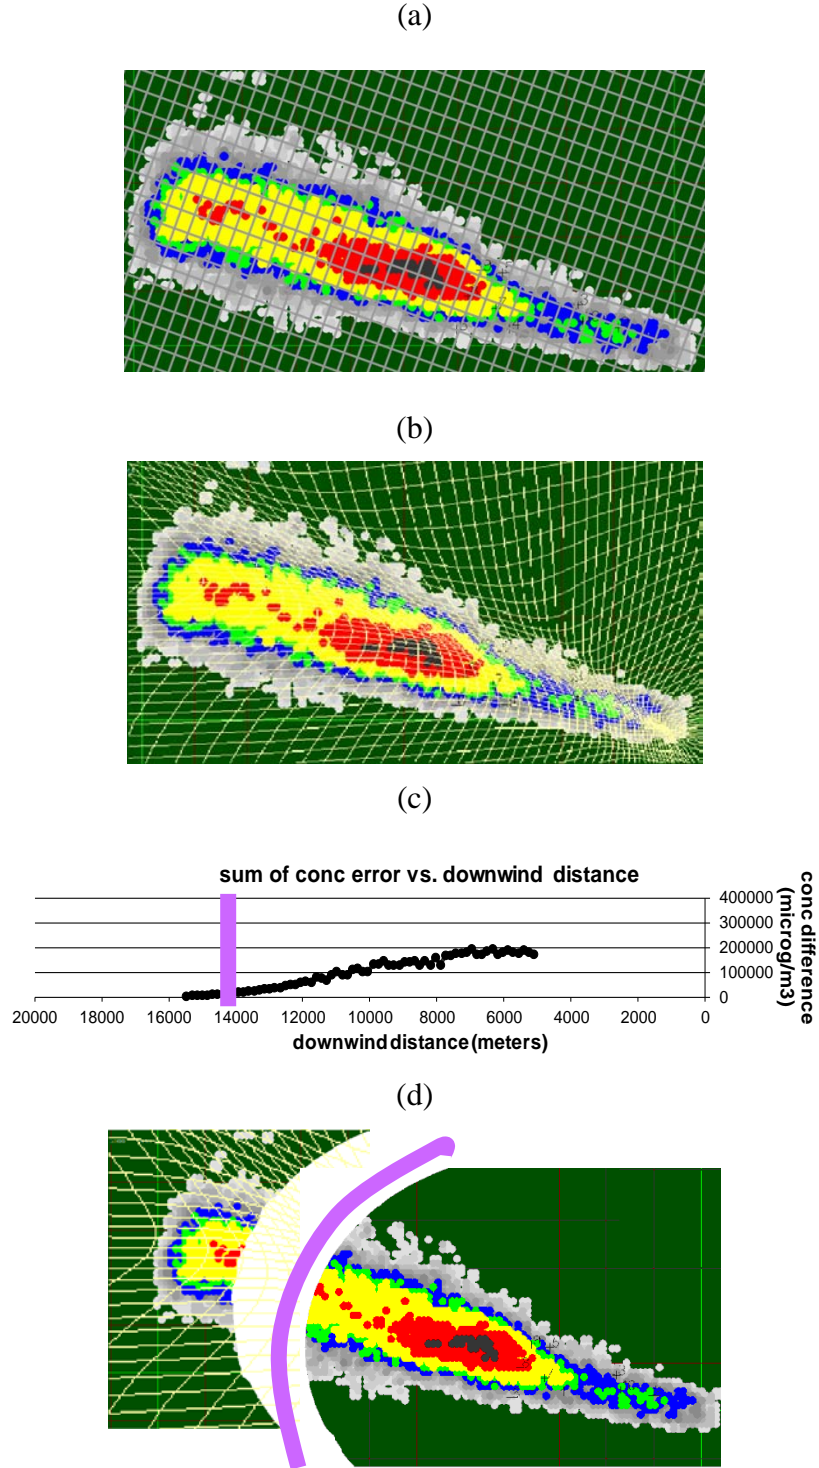 (a)
(b)
(c)
sum of conc error vs. downwind distance
400000
300000
200000
100000
0
conc difference
(microg/m3)
20000 18000 16000 14000 12000 10000 8000 6000 4000 2000 0
downwind distance (meters)
(d)